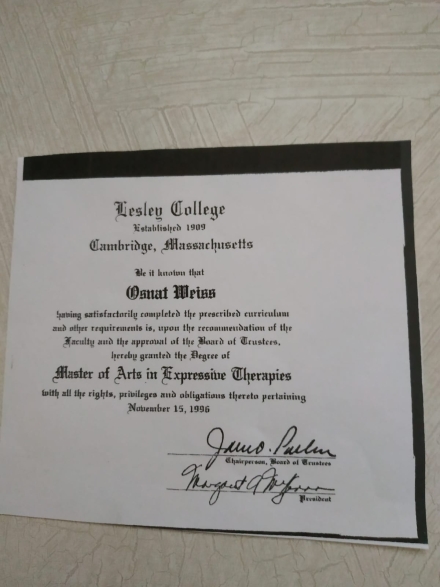 Lesley College
Established 1909
Cambridge, Massachusetts
Be it known that
Osnat Weiss
having satisfactorily completed the prescribed curriculum
and other requirements is, upon the recommendation of the
Faculty and the approval of the Board of Trustees,
hereby granted the Degree of
Master of Arts in Expressive Therapies
with all the rights, privileges and obligations thereto pertaining
November 15, 1996
Chairperson, Board of Trustees
Margaret A.
President